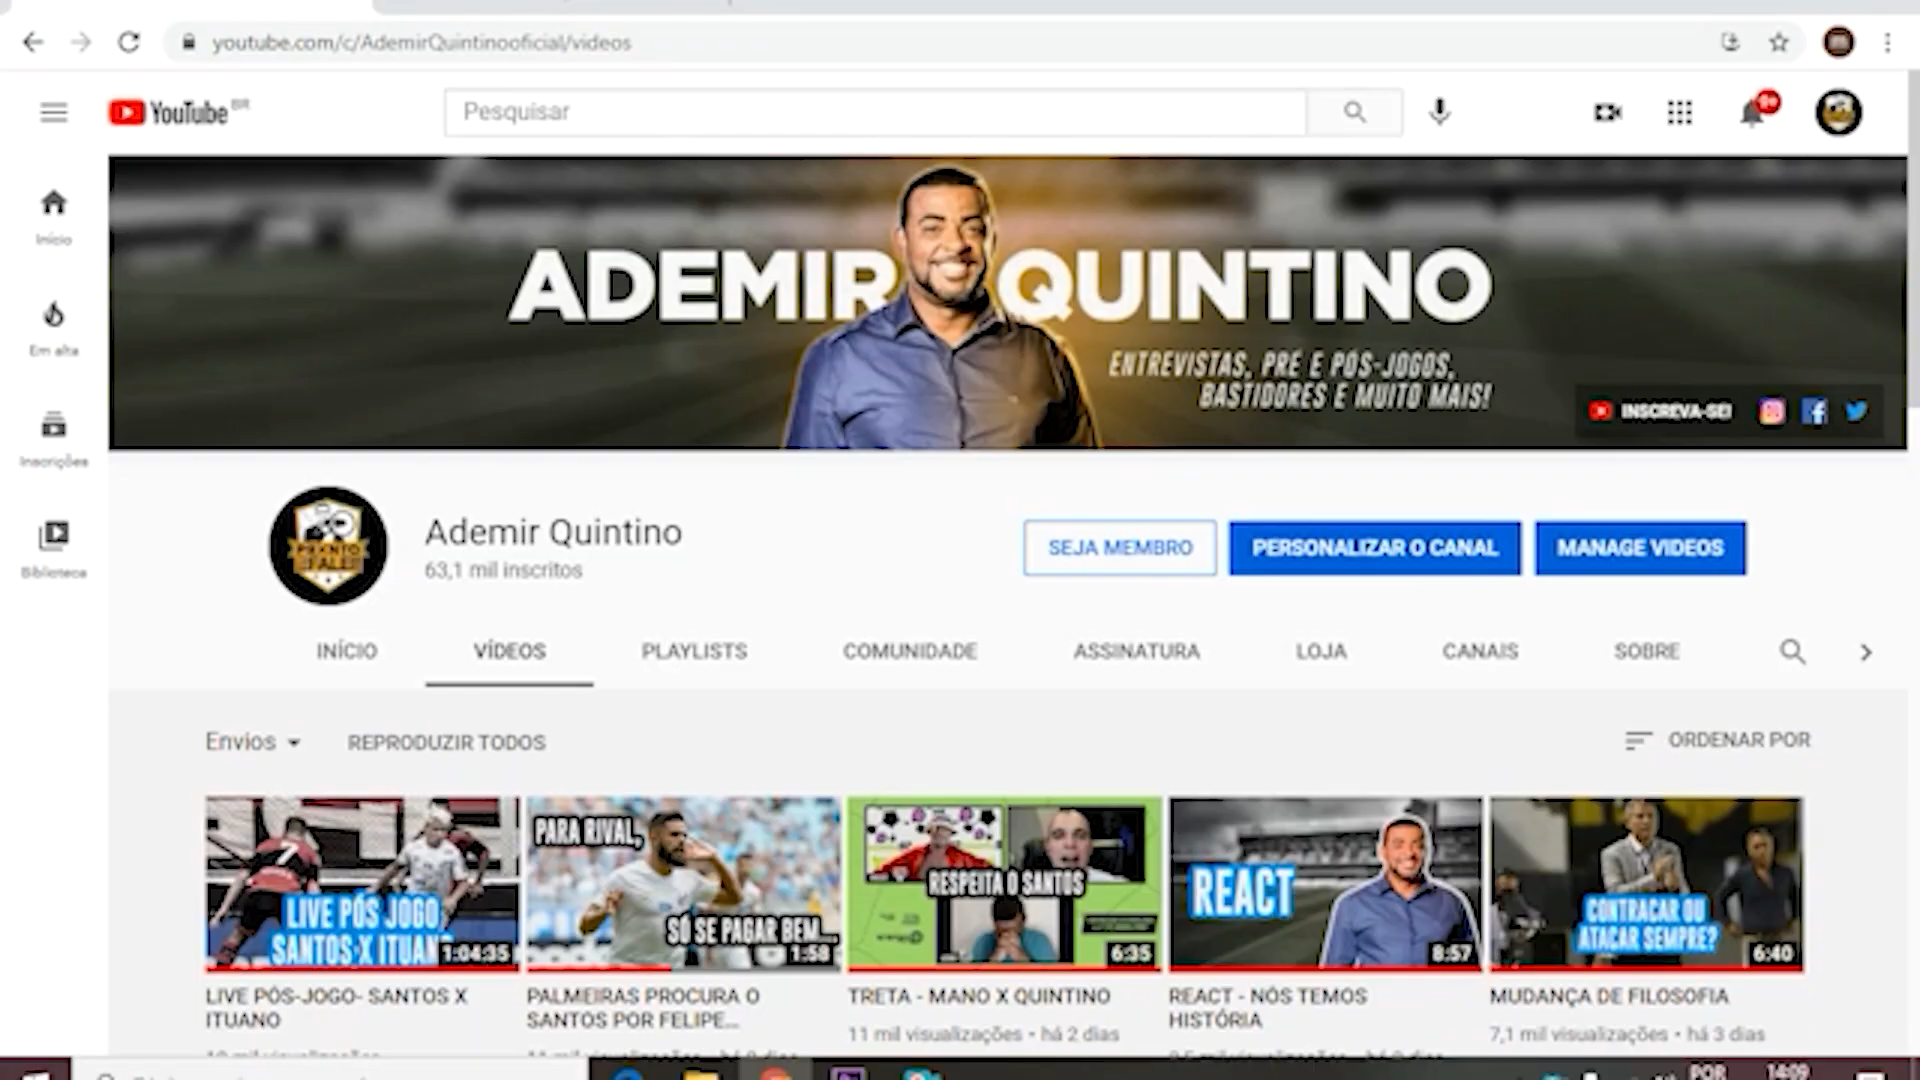 youtube.com/c/AdemirQuintinooficial/videos
YouTube BR
Pesquisar
9+
Início
Em alta
Inscrições
Biblioteca
ADEMIR QUINTINO
ENTREVISTAS, PRÉ E PÓS-JOGOS,
BASTIDORES E MUITO MAIS!
INSCREVA-SE!
Ademir Quintino
63,1 mil inscritos
SEJA MEMBRO
PERSONALIZAR O CANAL
MANAGE VIDEOS
INÍCIO
VÍDEOS
PLAYLISTS
COMUNIDADE
ASSINATURA
LOJA
CANAIS
SOBRE
Envios
REPRODUZIR TODOS
ORDENAR POR
LIVE PÓS JOGO
SANTOS X ITUAN
1:04:35
PARA RIVAL,
SÓ SE PAGAR BEM...
1:58
RESPEITA O SANTOS
6:35
REACT
8:57
CONTRACAR OU
ATACAR SEMPRE?
6:40
LIVE PÓS-JOGO- SANTOS X
ITUANO
PALMEIRAS PROCURA O
SANTOS POR FELIPE...
TRETA - MANO X QUINTINO
11 mil visualizações • há 2 dias
REACT - NÓS TEMOS
HISTÓRIA
MUDANÇA DE FILOSOFIA
7,1 mil visualizações • há 3 dias
POR
14:09